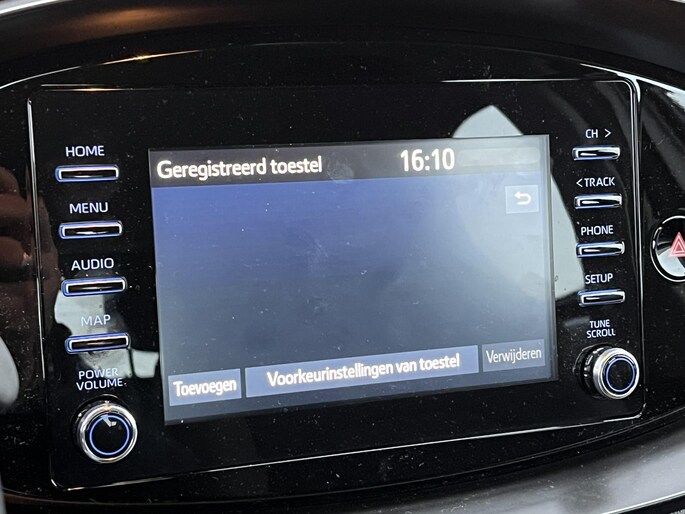 Geregistreerd toestel 16:10
Toevoegen
Voorkeurinstellingen van toestel
Verwijderen
HOME
MENU
AUDIO
MAP
POWER
VOLUME
CH >
< TRACK
PHONE
SETUP
TUNE
SCROLL